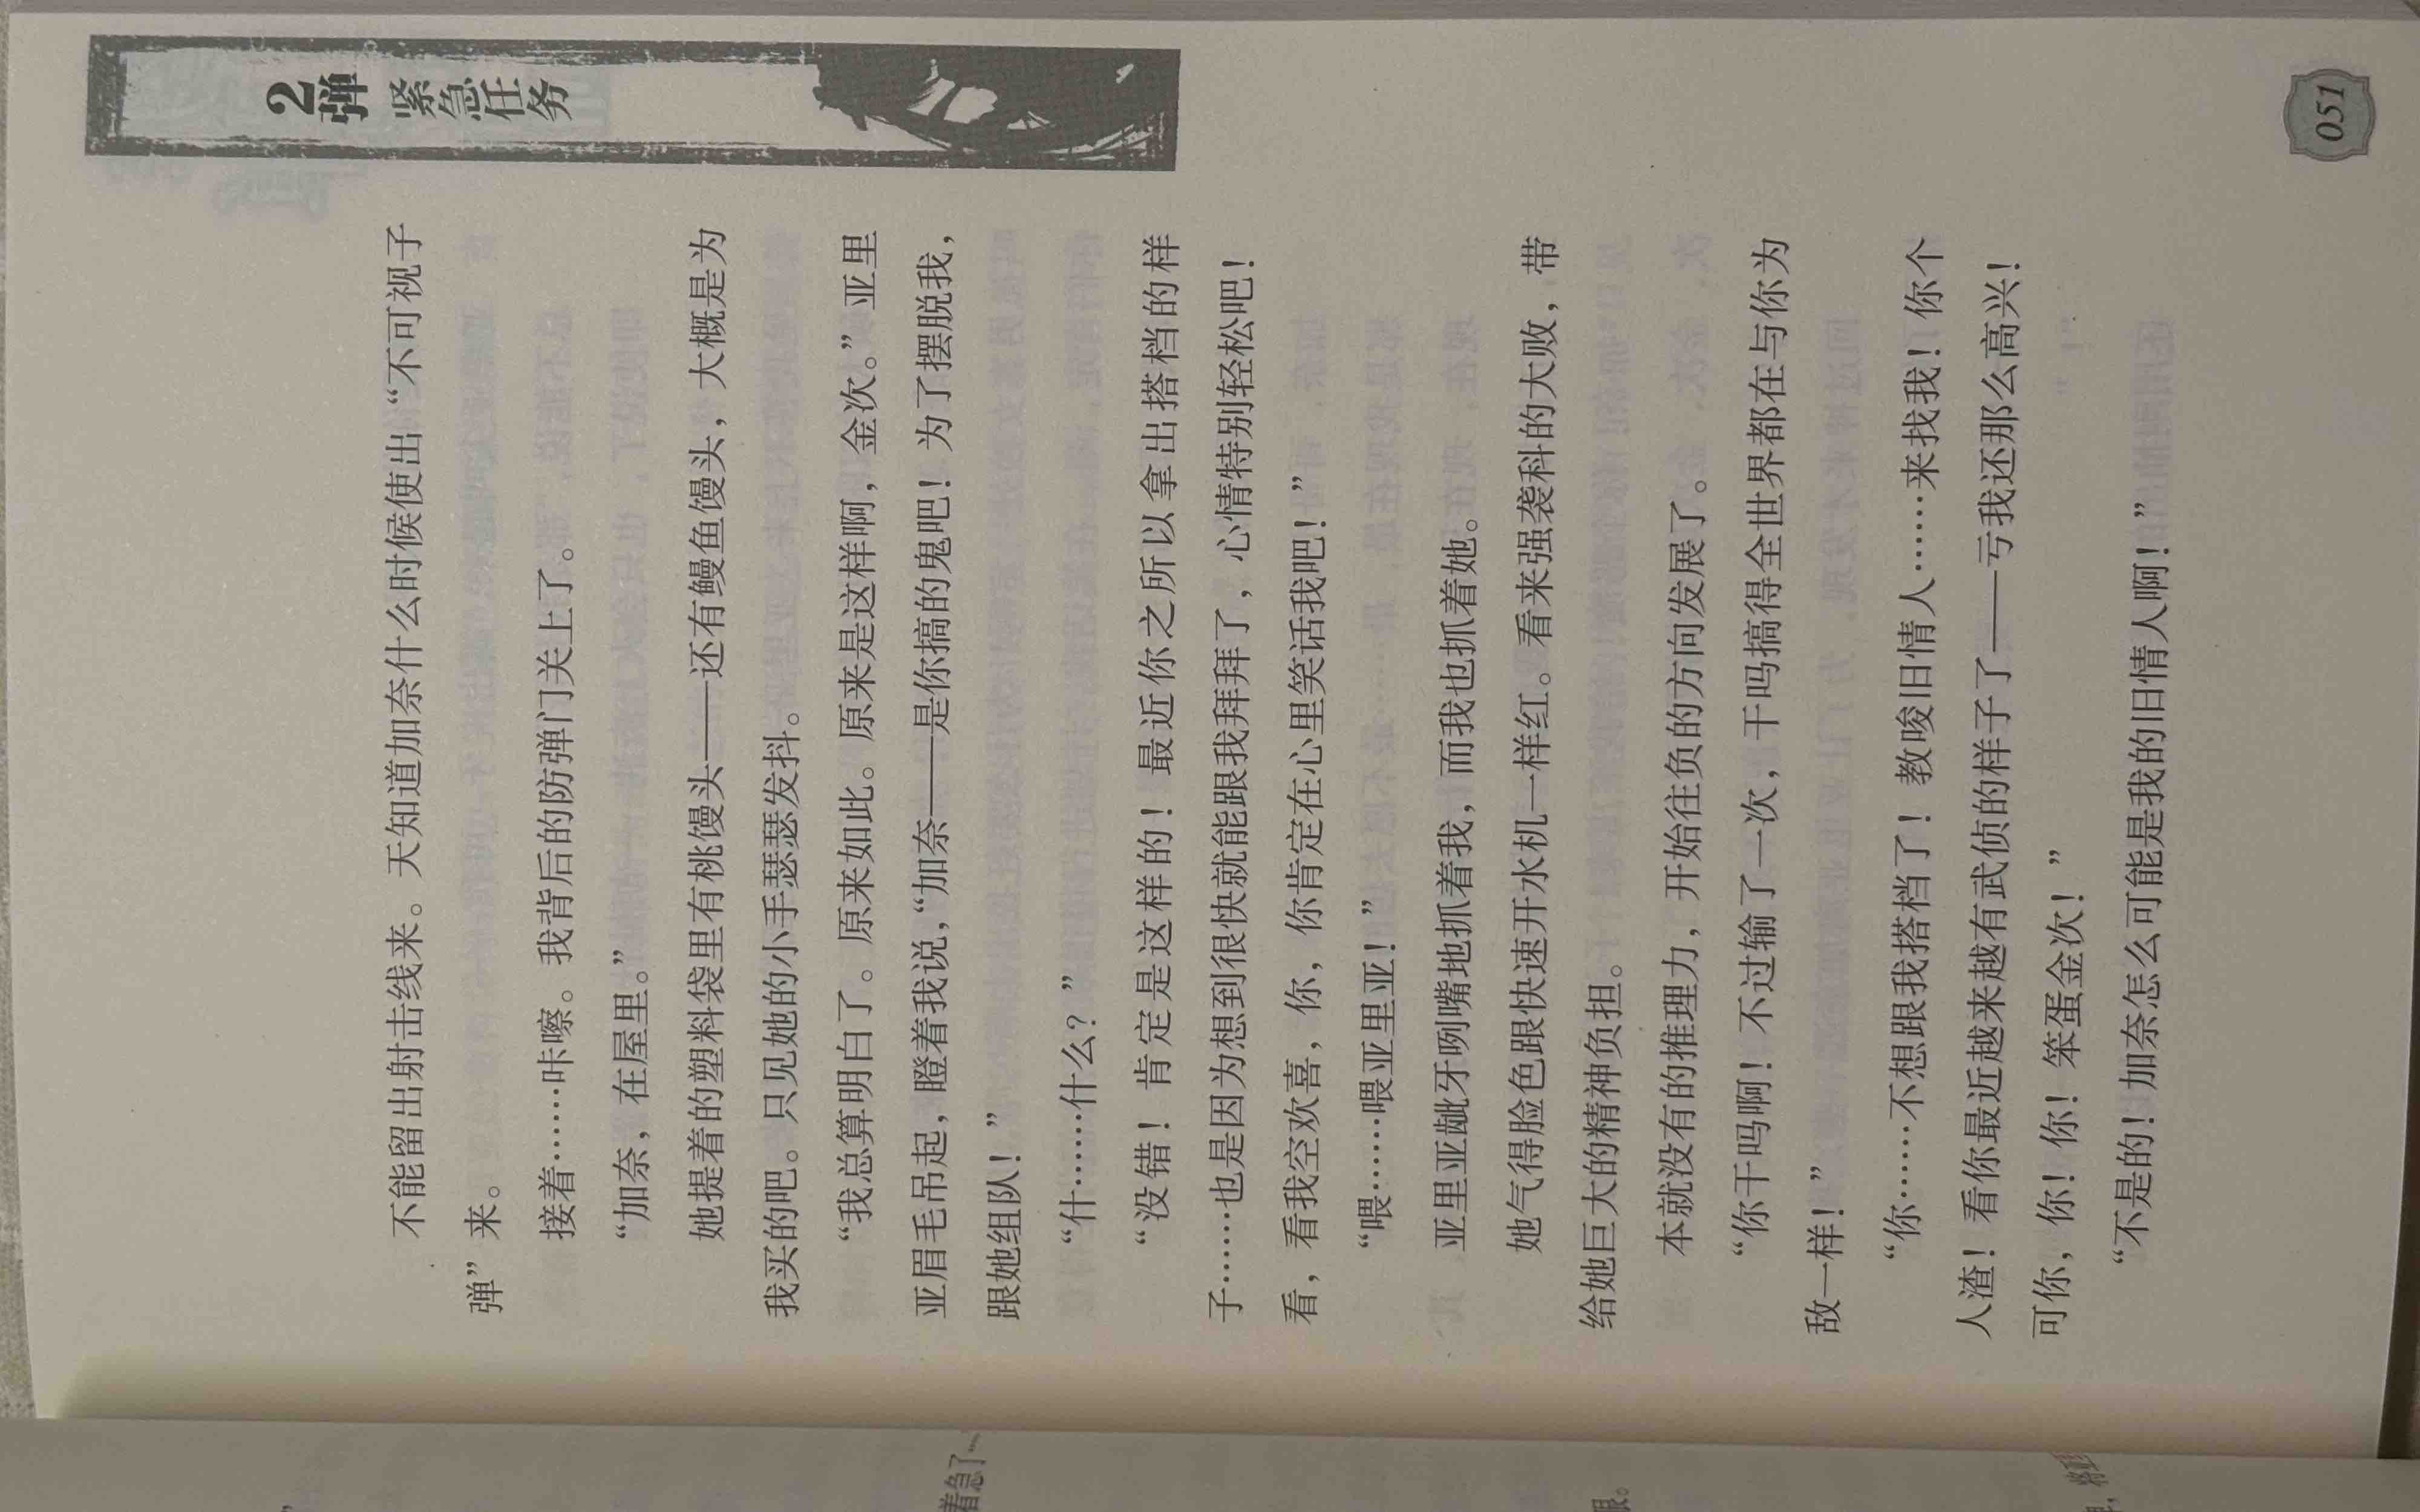 2弹 紧急任务
不能留出射击线来。天知道加奈什么时候使出“不可视子
弹”来。
接着……咔嚓。我背后的防弹门关上了。
“加奈，在屋里。”
她提着的塑料袋里有桃馒头——还有鳗鱼馒头，大概是为
我买的吧。只见她的小手瑟瑟发抖。
“我总算明白了。原来如此。原来是这样啊，金次。”亚里
亚眉毛吊起，瞪着我说，“加奈——是你搞的鬼吧！为了摆脱我，
跟她组队！”
“什……什么？”
“没错！肯定是这样的！最近你之所以拿出搭档的样
子……也是因为想到很快就能跟我拜拜了，心情特别轻松吧！
看，看我空欢喜，你，你肯定在心里笑话我吧！”
“喂……喂亚里亚！”
亚里亚龇牙咧嘴地抓着我，而我也抓着她。
她气得脸色跟快速开水机一样红。看来强袭科的大败，带
给她巨大的精神负担。
本就没有的推理力，开始往负的方向发展了。
“你干吗啊！不过输了一次，干吗搞得全世界都在与你为
敌一样！”
“你……不想跟我搭档了！教唆旧情人……来找我！你个
人渣！看你最近越来越有武侦的样子了——亏我还那么高兴！
可你，你！你！笨蛋金次！”
“不是的！加奈怎么可能是我的旧情人啊！”
051
着急了